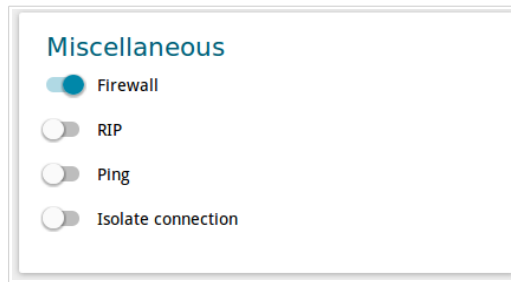 Miscellaneous
Firewall
RIP
Ping
Isolate connection